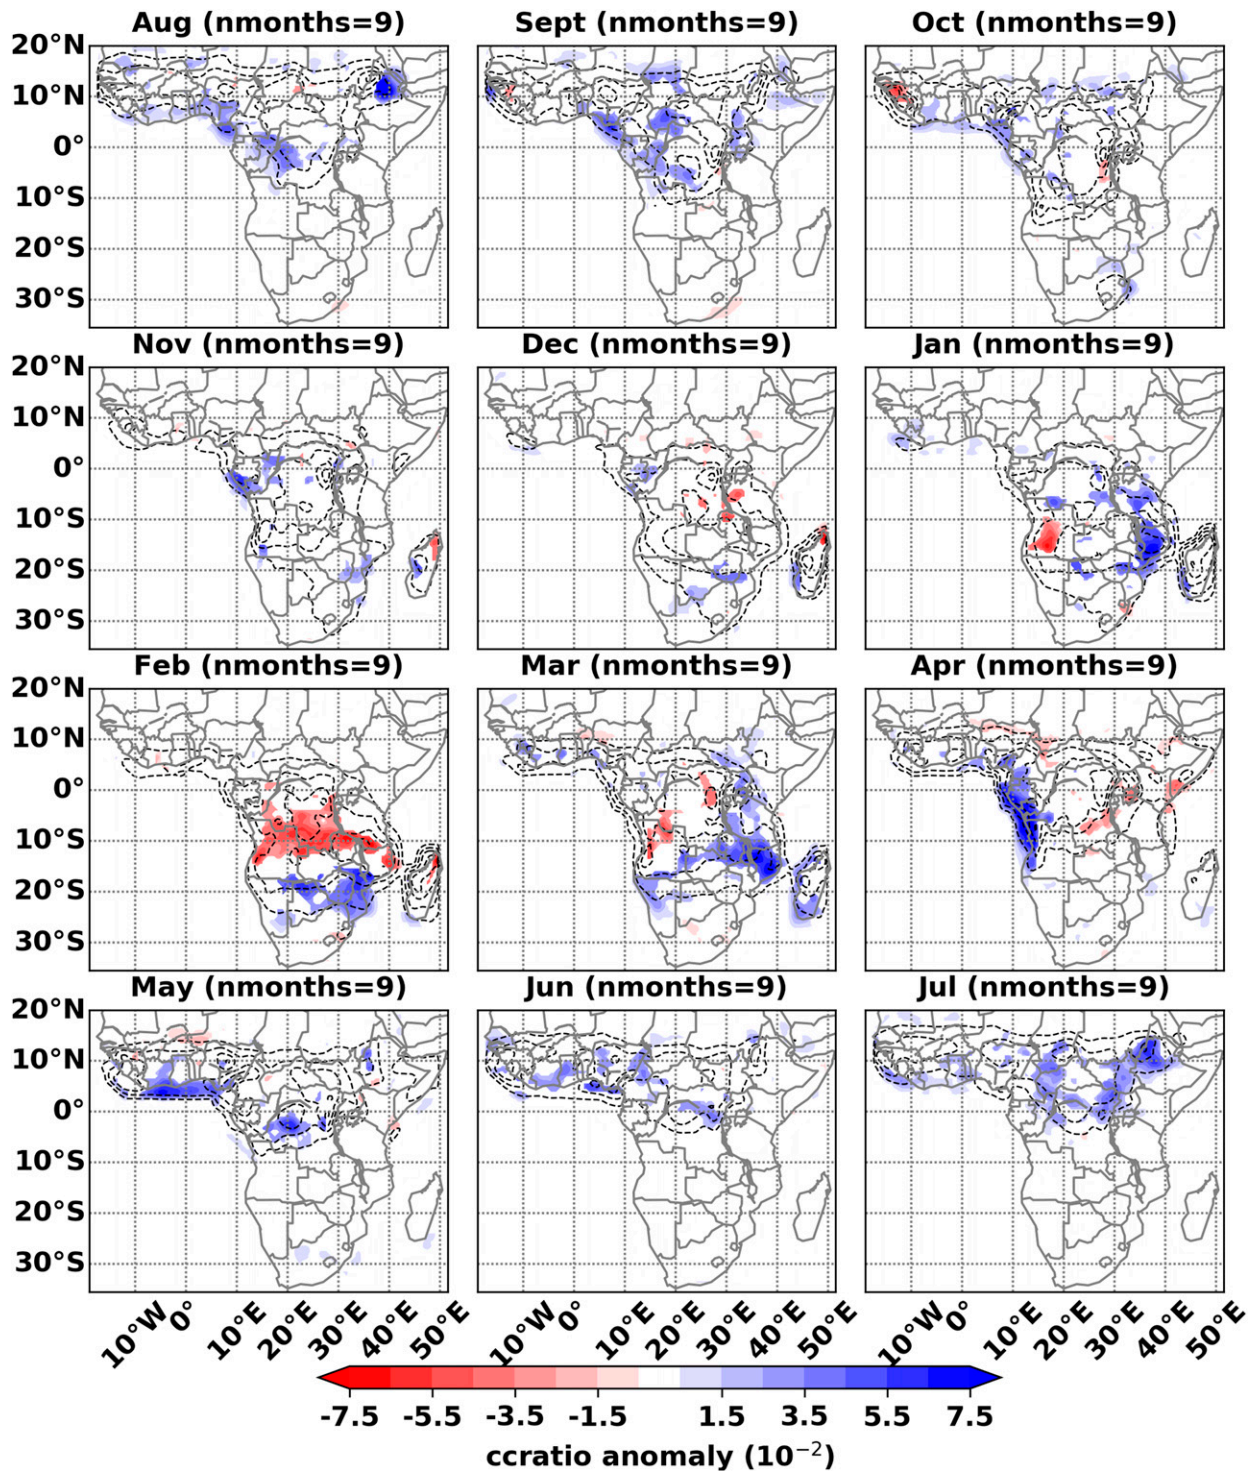 Aug (nmonths=9) Sept (nmonths=9) Oct (nmonths=9)
20°N
10°N
0°
10°S
20°S
30°S
Nov (nmonths=9) Dec (nmonths=9) Jan (nmonths=9)
20°N
10°N
0°
10°S
20°S
30°S
Feb (nmonths=9) Mar (nmonths=9) Apr (nmonths=9)
20°N
10°N
0°
10°S
20°S
30°S
May (nmonths=9) Jun (nmonths=9) Jul (nmonths=9)
20°N
10°N
0°
10°S
20°S
30°S
10°W 0° 10°E 20°E 30°E 40°E 50°E 10°W 0° 10°E 20°E 30°E 40°E 50°E 10°W 0° 10°E 20°E 30°E 40°E 50°E
-7.5 -5.5 -3.5 -1.5 1.5 3.5 5.5 7.5
ccratio anomaly (10⁻²)